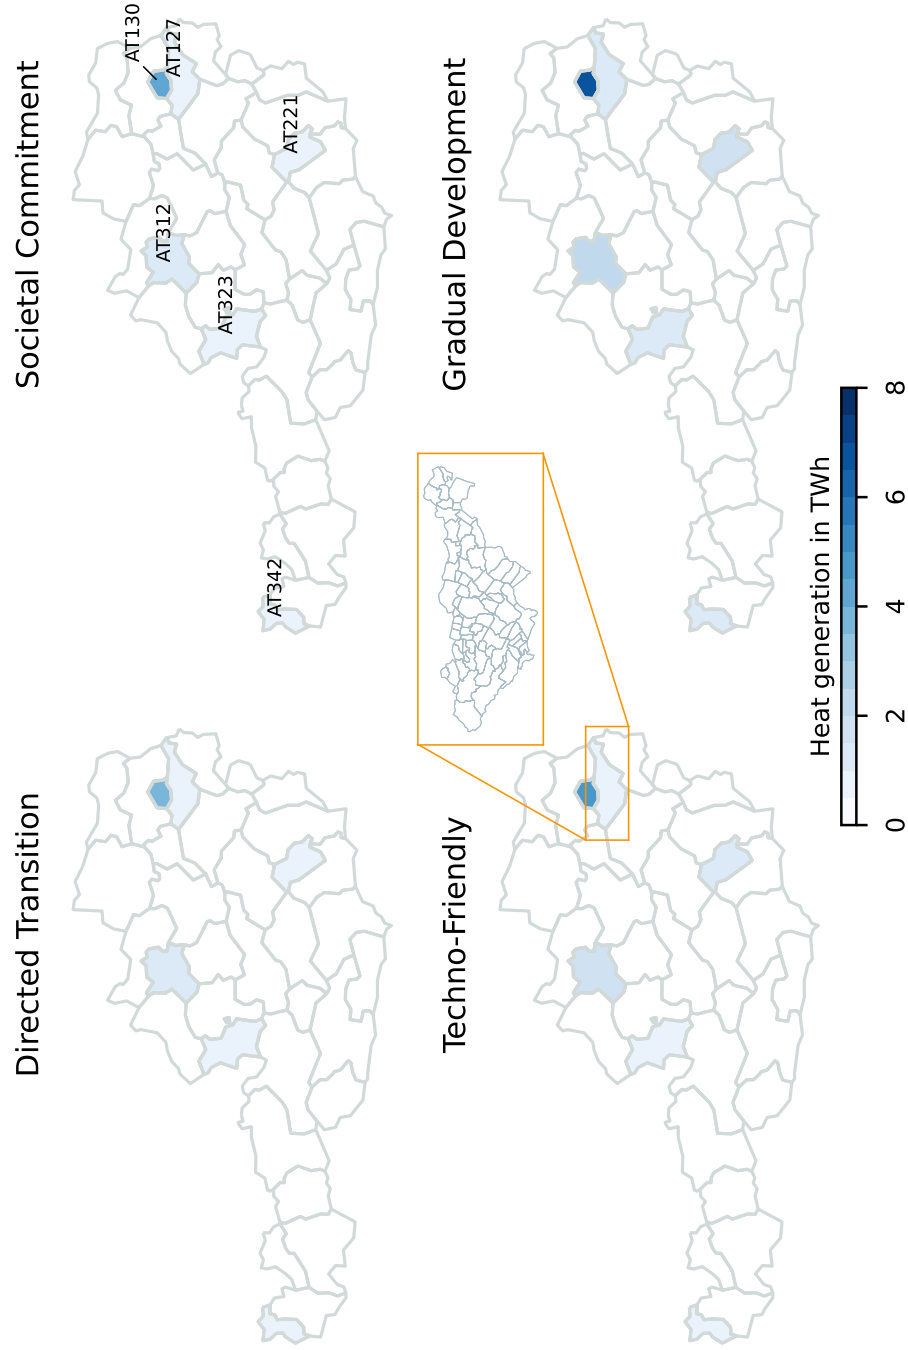 Directed Transition
Societal Commitment
AT130
AT127
AT312
AT221
AT323
AT342
Techno-Friendly
Gradual Development
Heat generation in TWh
0
2
4
6
8